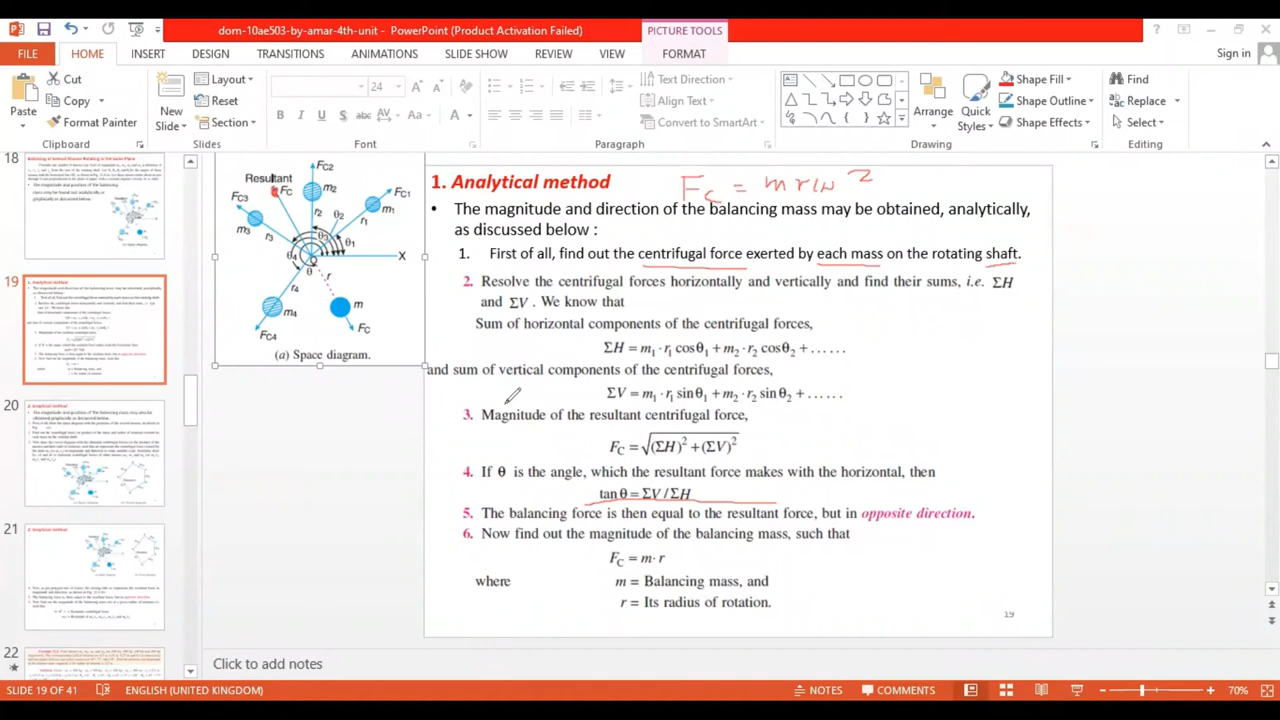 dom-10ae503-by-amar-4th-unit - PowerPoint (Product Activation Failed)
PICTURE TOOLS
FILE HOME INSERT DESIGN TRANSITIONS ANIMATIONS SLIDE SHOW REVIEW VIEW FORMAT Sign in
Cut
Copy
Format Painter
Paste
New Slide
Layout
Reset
Section
24
Text Direction
Align Text
Convert to SmartArt
Arrange
Quick Styles
Shape Fill
Shape Outline
Shape Effects
Find
Replace
Select
Clipboard Slides Font Paragraph Drawing Editing
18
19
20
21
22
Resultant
FC2
FC
m2
FC1
FC3
r2
θ2
m1
m3
θ3
r1
r3
θ4
θ1
O
X
θ
r
r4
m
m4
FC
FC4
(a) Space diagram.
1. Analytical method
• The magnitude and direction of the balancing mass may be obtained, analytically,
as discussed below :
1. First of all, find out the centrifugal force exerted by each mass on the rotating shaft.
2. Resolve the centrifugal forces horizontally and vertically and find their sums, i.e. ΣH
and ΣV. We know that
Sum of horizontal components of the centrifugal forces,
ΣH = m1 · r1 cos θ1 + m2 · r2 cos θ2 + ......
and sum of vertical components of the centrifugal forces,
ΣV = m1 · r1 sin θ1 + m2 · r2 sin θ2 + ......
3. Magnitude of the resultant centrifugal force,
FC = √(ΣH)² + (ΣV)²
4. If θ is the angle, which the resultant force makes with the horizontal, then
tan θ = ΣV / ΣH
5. The balancing force is then equal to the resultant force, but in opposite direction.
6. Now find out the magnitude of the balancing mass, such that
FC = m · r
where m = Balancing mass, and
r = Its radius of rotation.
19
to add notes
SLIDE 19 OF 41 ENGLISH (UNITED KINGDOM) NOTES COMMENTS 70%